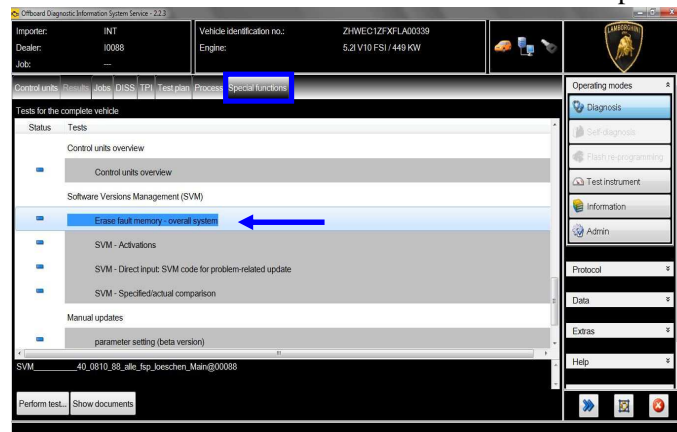 Offboard Diagnostic Information System Service - 2.2.3
Importer: INT Vehicle identification no.: ZHWEC1ZFXFLA00339
Dealer: I0088 Engine: 5.2l V10 FSI / 449 KW
Job: ---
LAMBORGHINI
Control units Results Jobs DISS TPI Test plan Process Special functions
Tests for the complete vehicle
Status Tests
Control units overview
Control units overview
Software Versions Management (SVM)
Erase fault memory - overall system
SVM - Activations
SVM - Direct input: SVM code for problem-related update
SVM - Specified/actual comparison
Manual updates
parameter setting (beta version)
SVM______40_0810_88_alle_fsp_loeschen_Main@00088
Perform test... Show documents
Operating modes
Diagnosis
Self-diagnosis
Flash re-programming
Test instrument
Information
Admin
Protocol
Data
Extras
Help